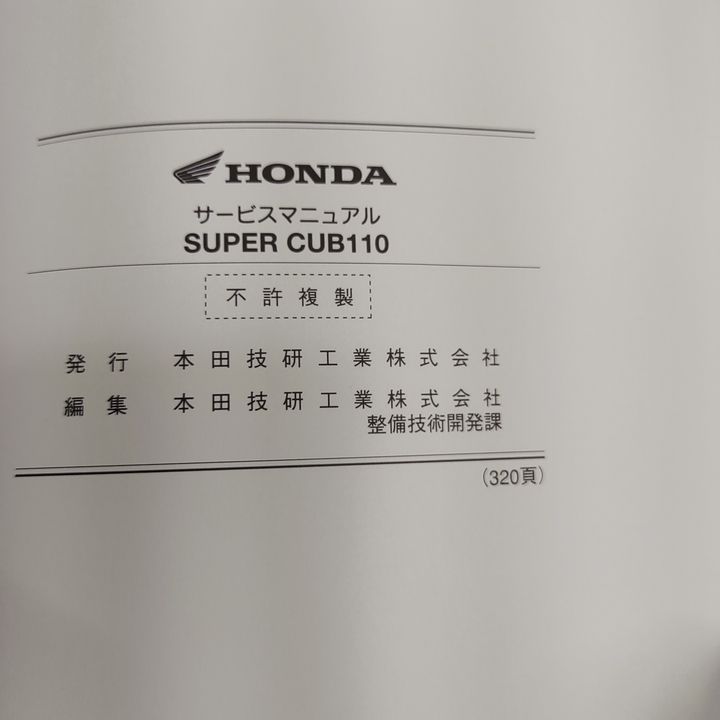 HONDA
サービスマニュアル
SUPER CUB110
不許複製
発行 本田技研工業株式会社
編集 本田技研工業株式会社
整備技術開発課
(320頁)